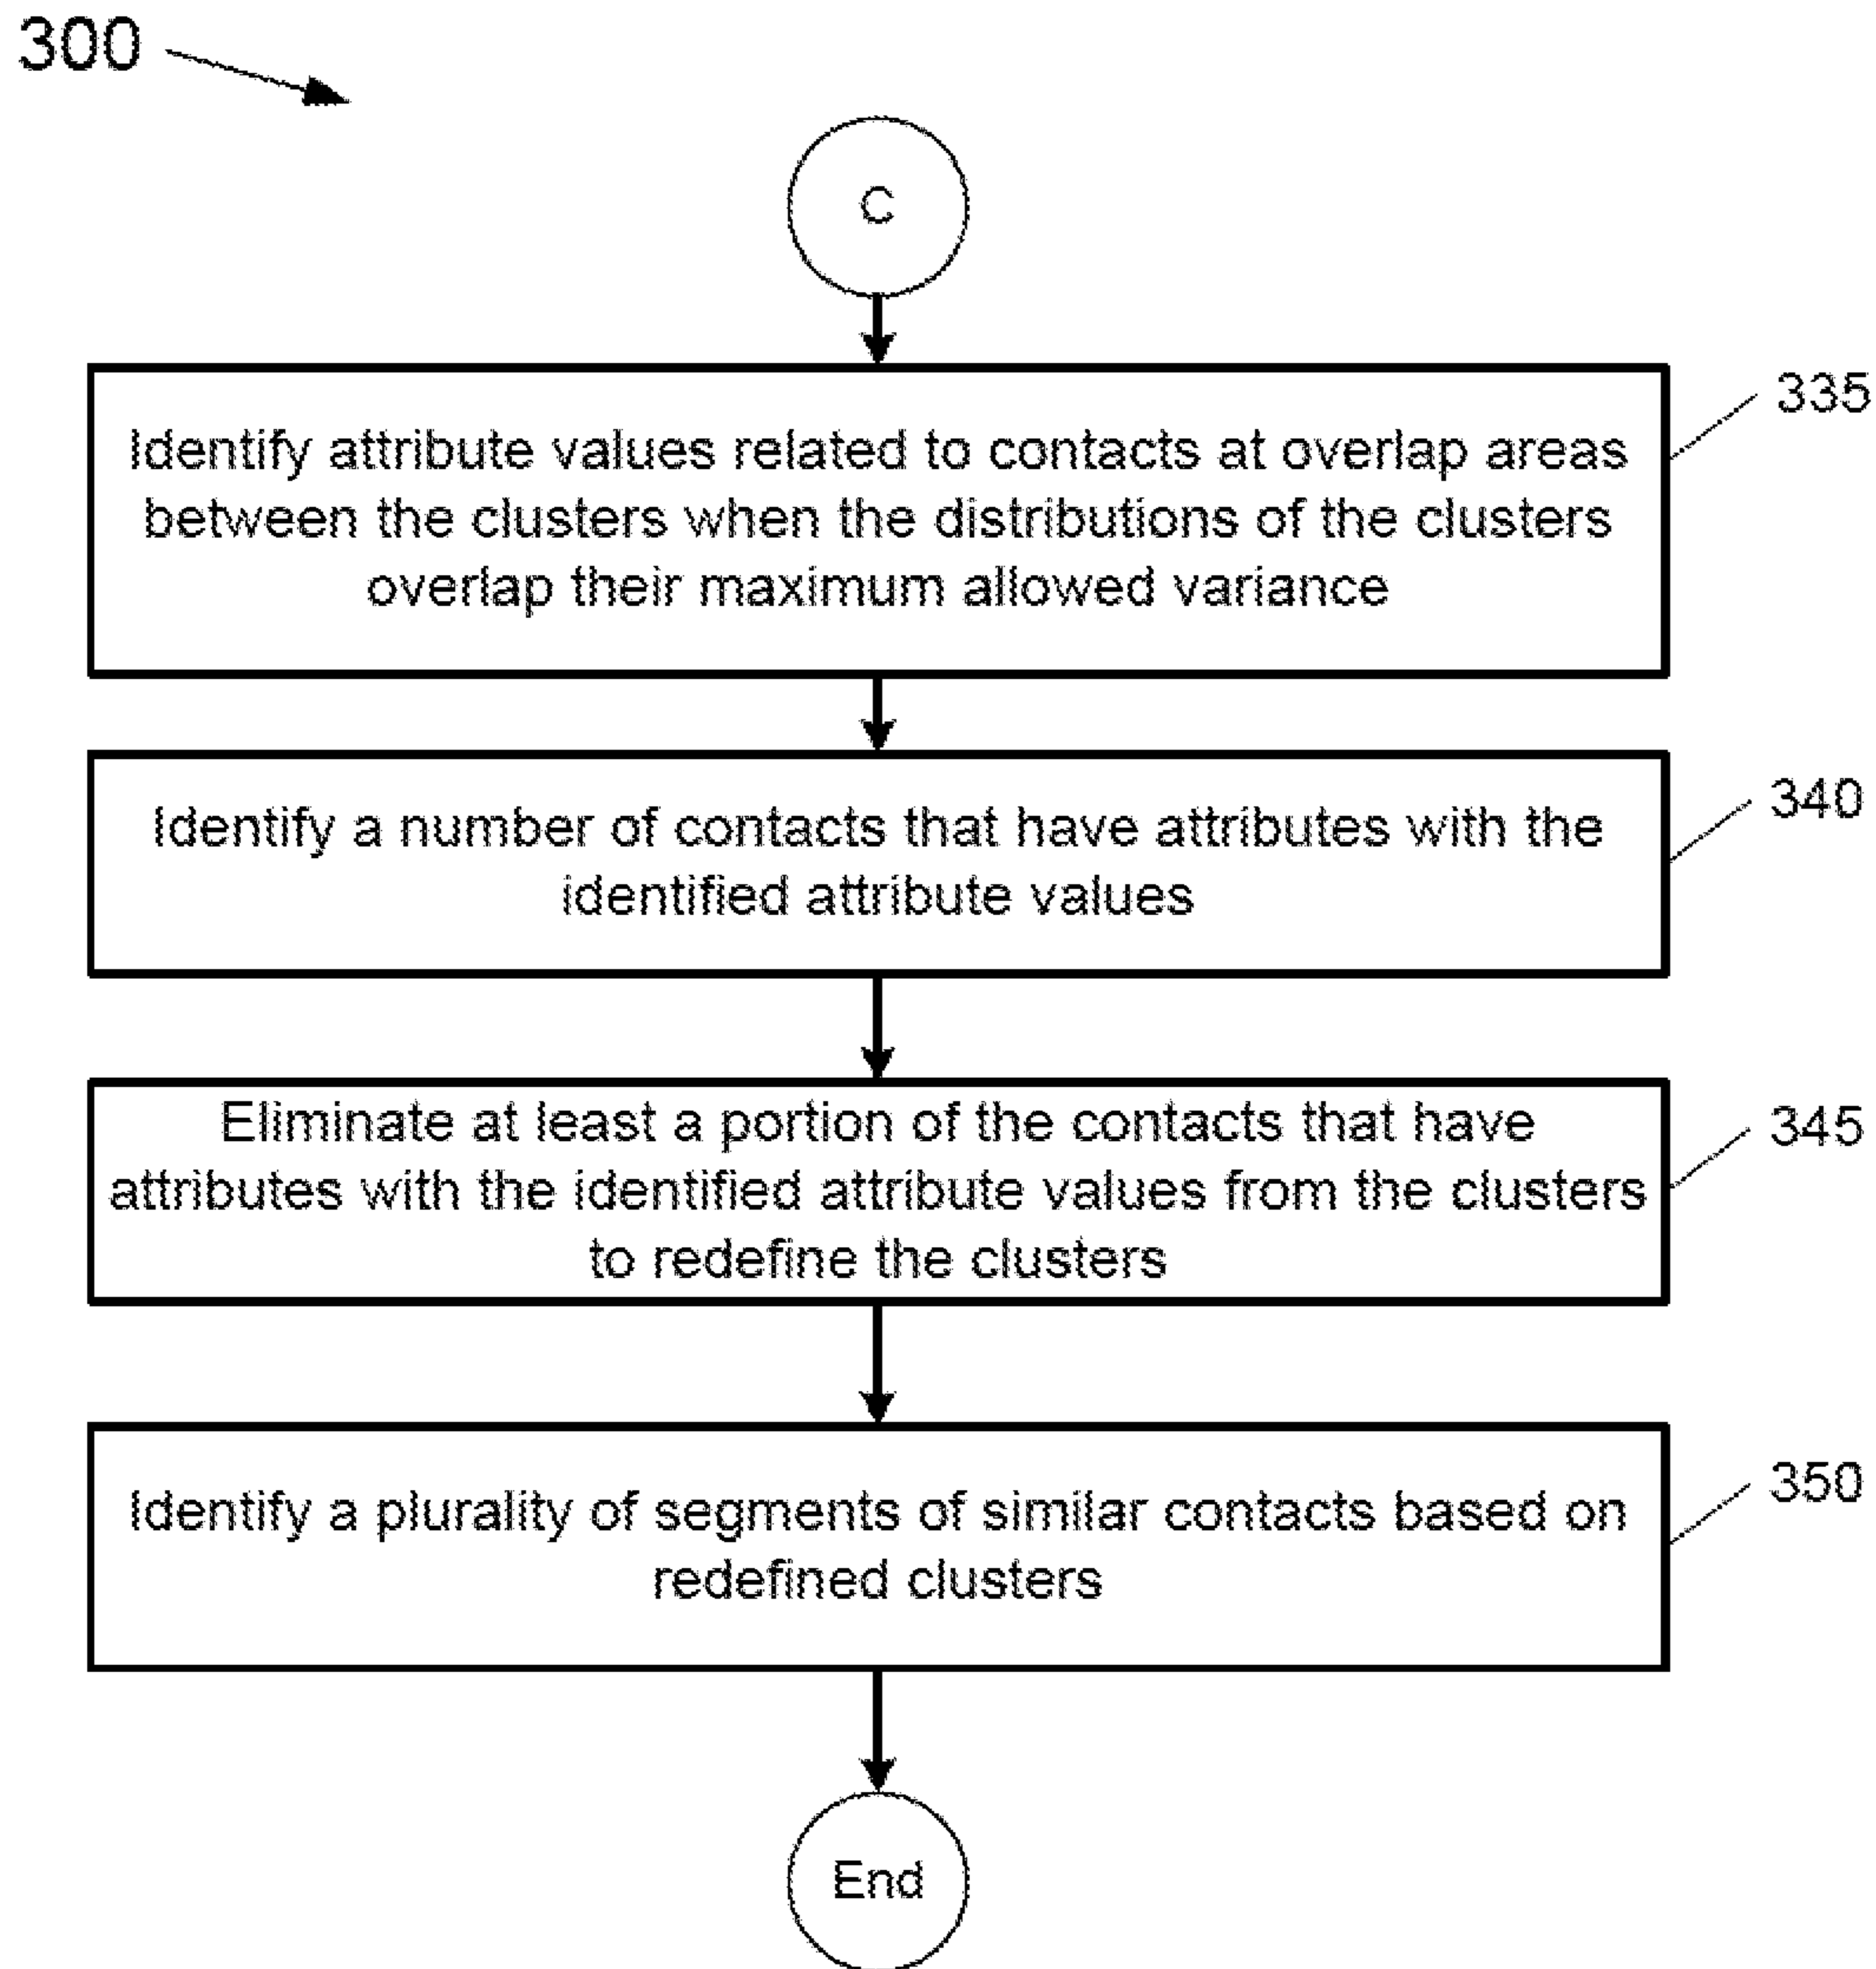 300
C
Identify attribute values related to contacts at overlap areas
between the clusters when the distributions of the clusters
overlap their maximum allowed variance
335
Identify a number of contacts that have attributes with the
identified attribute values
340
Eliminate at least a portion of the contacts that have
attributes with the identified attribute values from the clusters
to redefine the clusters
345
Identify a plurality of segments of similar contacts based on
redefined clusters
350
End